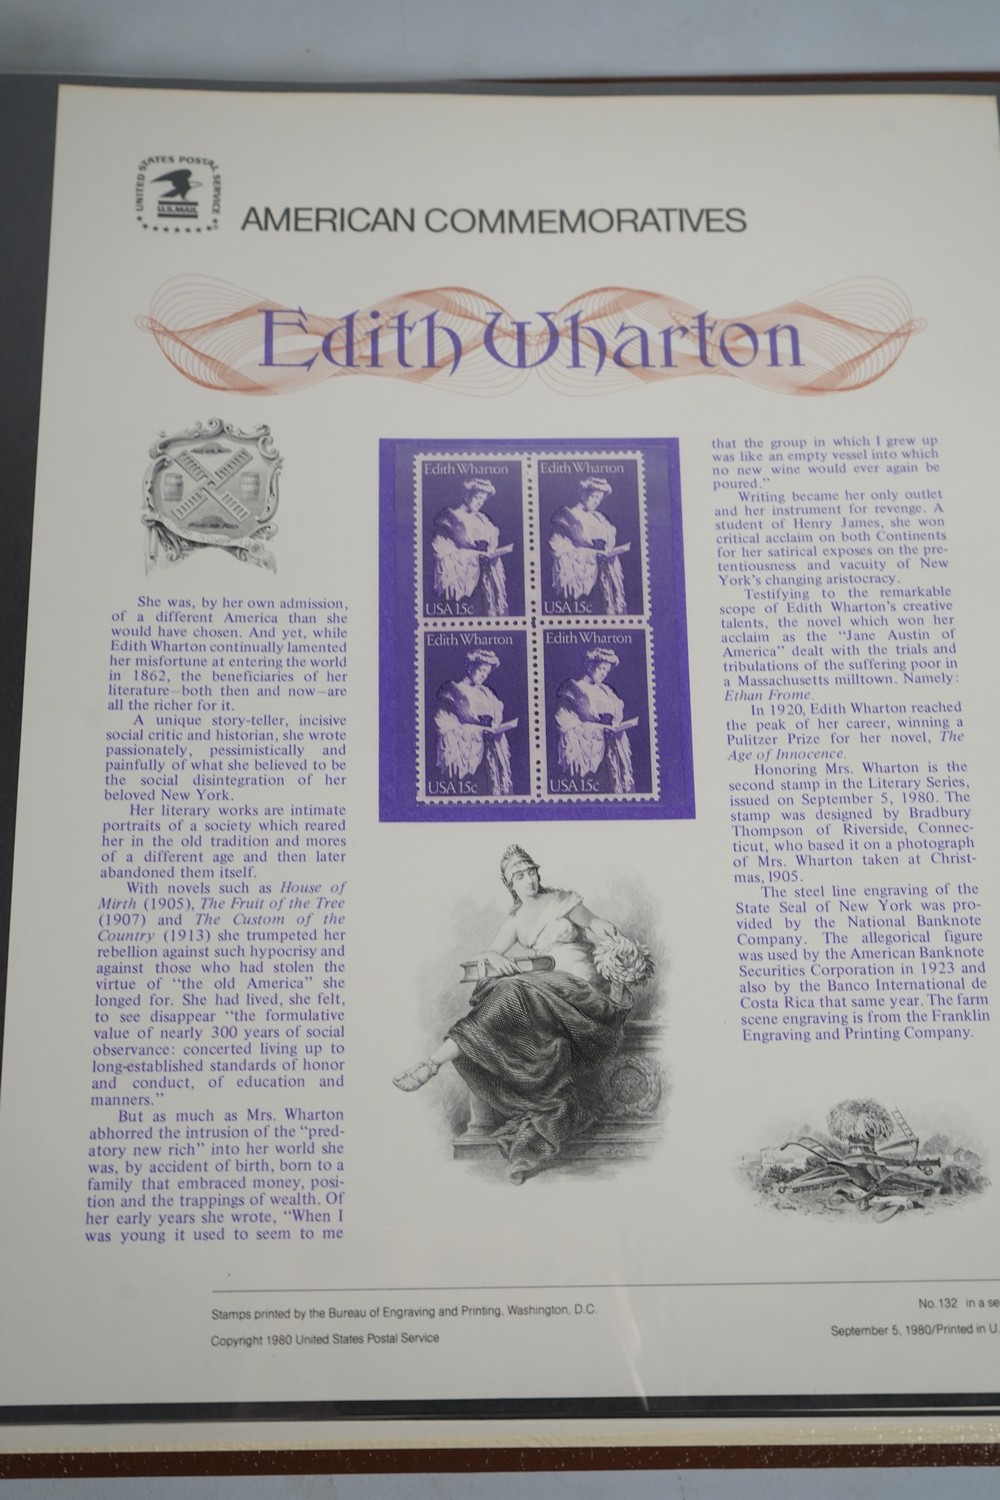 UNITED STATES POSTAL SERVICE
U.S.MAIL
AMERICAN COMMEMORATIVES
Edith Wharton
She was, by her own admission,
of a different America than she
would have chosen. And yet, while
Edith Wharton continually lamented
her misfortune at entering the world
in 1862, the beneficiaries of her
literature—both then and now—are
all the richer for it.
A unique story-teller, incisive
social critic and historian, she wrote
passionately, pessimistically and
painfully of what she believed to be
the social disintegration of her
beloved New York.
Her literary works are intimate
portraits of a society which reared
her in the old tradition and mores
of a different age and then later
abandoned them itself.
With novels such as House of
Mirth (1905), The Fruit of the Tree
(1907) and The Custom of the
Country (1913) she trumpeted her
rebellion against such hypocrisy and
against those who had stolen the
virtue of "the old America" she
longed for. She had lived, she felt,
to see disappear "the formulative
value of nearly 300 years of social
observance: concerted living up to
long-established standards of honor
and conduct, of education and
manners."
But as much as Mrs. Wharton
abhorred the intrusion of the "pred-
atory new rich" into her world she
was, by accident of birth, born to a
family that embraced money, posi-
tion and the trappings of wealth. Of
her early years she wrote, "When I
was young it used to seem to me
Edith Wharton
USA 15c
Edith Wharton
USA 15c
Edith Wharton
USA 15c
Edith Wharton
USA 15c
that the group in which I grew up
was like an empty vessel into which
no new wine would ever again be
poured."
Writing became her only outlet
and her instrument for revenge. A
student of Henry James, she won
critical acclaim on both Continents
for her satirical exposes on the pre-
tentiousness and vacuity of New
York's changing aristocracy.
Testifying to the remarkable
scope of Edith Wharton's creative
talents, the novel which won her
acclaim as the "Jane Austin of
America" dealt with the trials and
tribulations of the suffering poor in
a Massachusetts milltown. Namely:
Ethan Frome.
In 1920, Edith Wharton reached
the peak of her career, winning a
Pulitzer Prize for her novel, The
Age of Innocence.
Honoring Mrs. Wharton is the
second stamp in the Literary Series,
issued on September 5, 1980. The
stamp was designed by Bradbury
Thompson of Riverside, Connec-
ticut, who based it on a photograph
of Mrs. Wharton taken at Christ-
mas, 1905.
The steel line engraving of the
State Seal of New York was pro-
vided by the National Banknote
Company. The allegorical figure
was used by the American Banknote
Securities Corporation in 1923 and
also by the Banco International de
Costa Rica that same year. The farm
scene engraving is from the Franklin
Engraving and Printing Company.
Stamps printed by the Bureau of Engraving and Printing, Washington, D.C.
Copyright 1980 United States Postal Service
No.132 in a se
September 5, 1980/Printed in U.